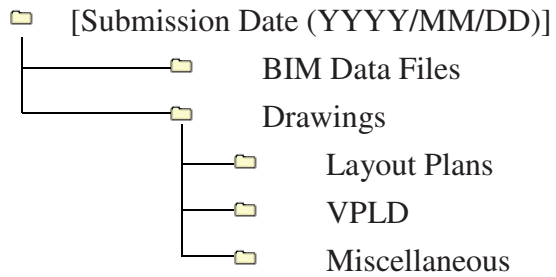 [Submission Date (YYYY/MM/DD)]
BIM Data Files
Drawings
Layout Plans
VPLD
Miscellaneous